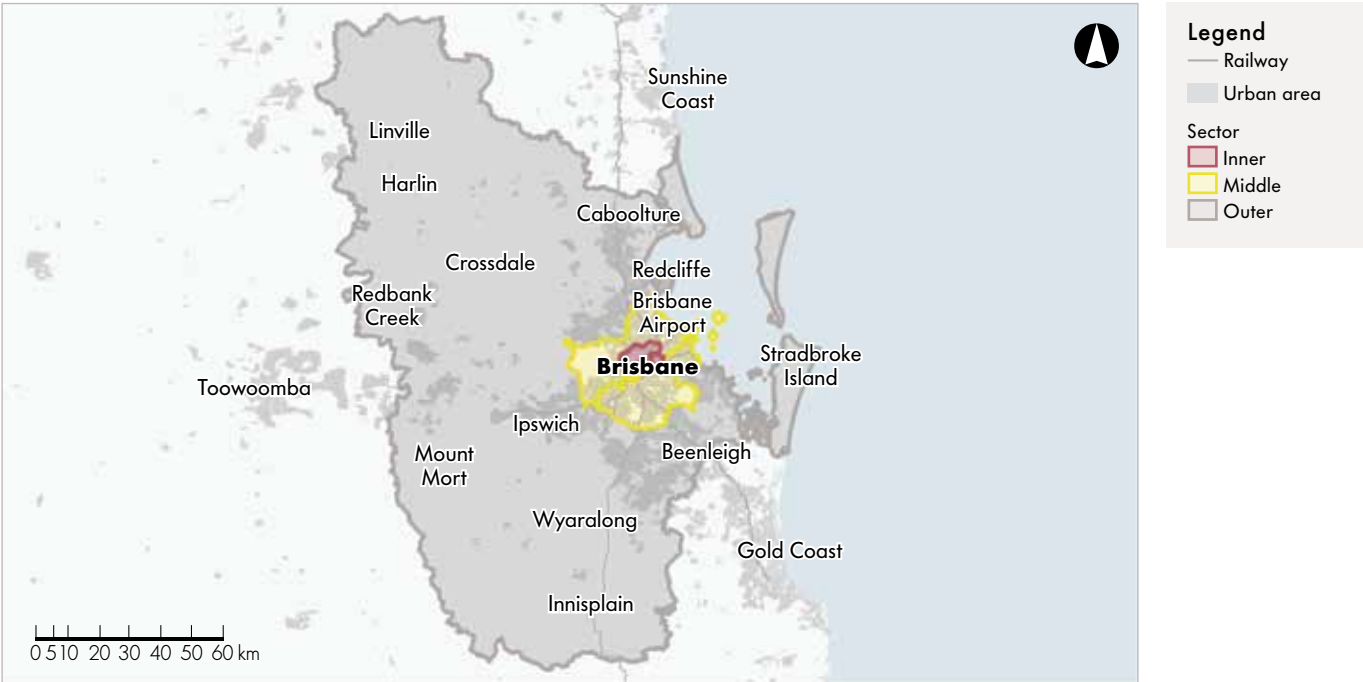 Sunshine
Coast
Linville
Harlin
Caboolture
Crossdale
Redcliffe
Redbank
Creek
Brisbane
Airport
Stradbroke
Island
Brisbane
Toowoomba
Ipswich
Mount
Mort
Beenleigh
Wyaralong
Gold Coast
Innisplain
0 5 10 20 30 40 50 60 km
Legend
Railway
Urban area
Sector
Inner
Middle
Outer